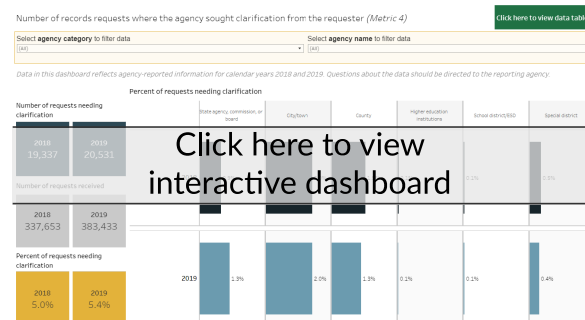 Number of records requests where the agency sought clarification from the requester (Metric 4)
Click here to view data tabl
Select agency category to filter data
Select agency name to filter data
(All)
(All)
Data in this dashboard reflects agency-reported information for calendar years 2018 and 2019. Questions about the data should be directed to the reporting agency.
Percent of requests needing clarification
Number of requests needing
clarification
State agency, commission, or
board
City/town
County
Higher education
institutions
School district/ESD
Special district
2018
19,337
2019
20,531
Click here to view
interactive dashboard
Number of requests received
2018
337,653
2019
383,433
Percent of requests needing
clarification
2018
5.0%
2019
5.4%
2019
1.3%
2.0%
1.3%
0.1%
0.1%
0.4%